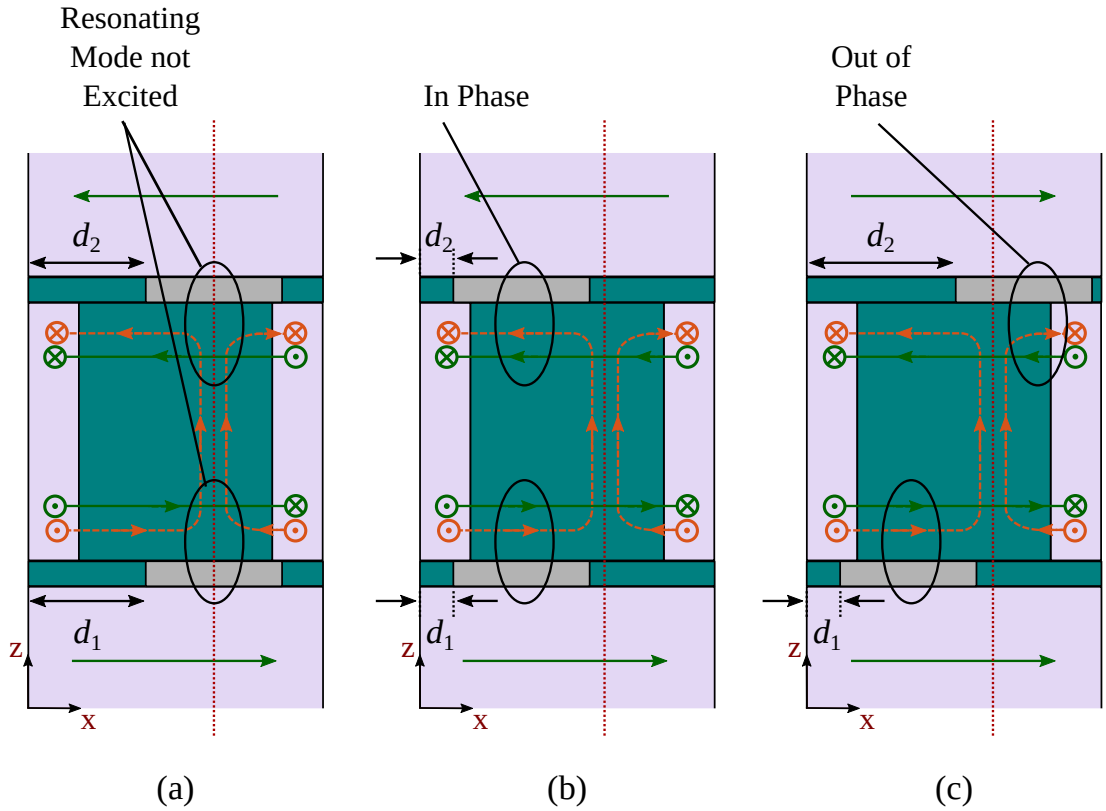 Resonating
Mode not
Excited
In Phase
Out of
Phase
d2
d2
d2
d1
d1
d1
z
x
z
x
z
x
(a)
(b)
(c)